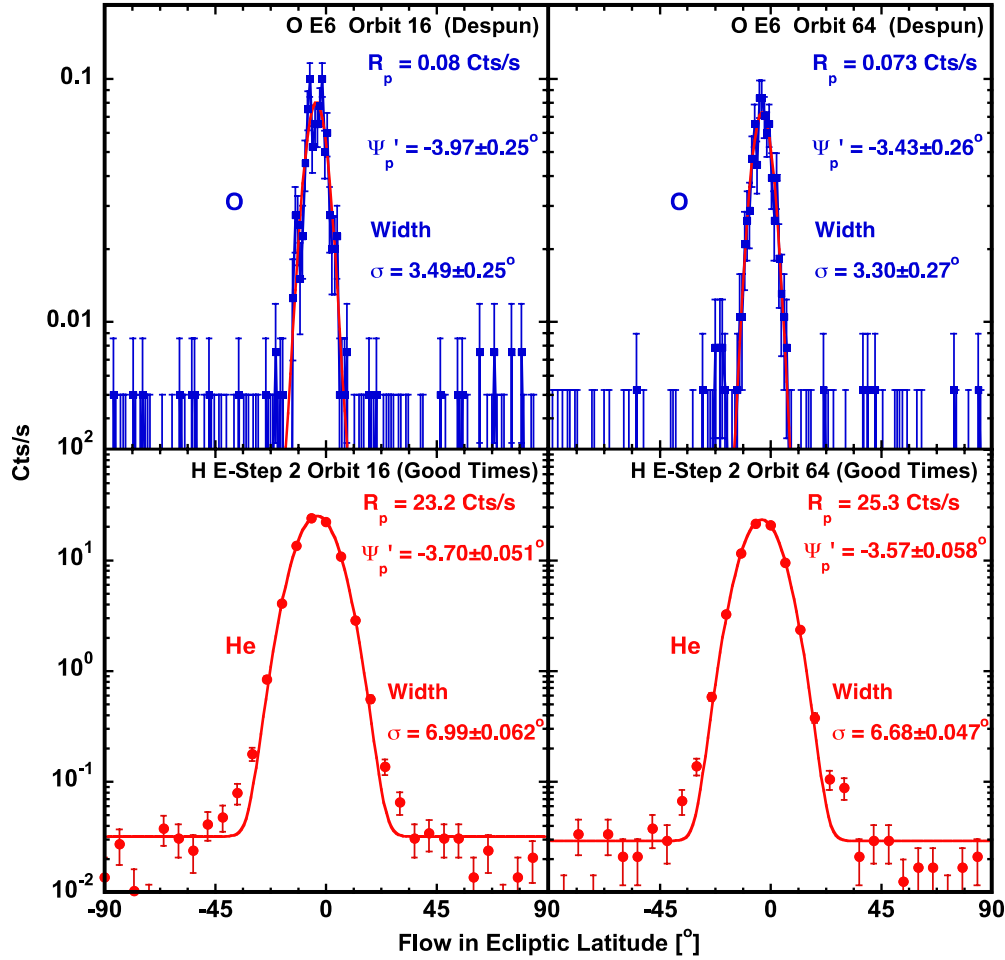 O E6 Orbit 16 (Despun)
R_p = 0.08 Cts/s
Ψ_p' = -3.97±0.25°
O
Width
σ = 3.49±0.25°
O E6 Orbit 64 (Despun)
R_p = 0.073 Cts/s
Ψ_p' = -3.43±0.26°
O
Width
σ = 3.30±0.27°
0.1
0.01
Cts/s
H E-Step 2 Orbit 16 (Good Times)
R_p = 23.2 Cts/s
Ψ_p' = -3.70±0.051°
He
Width
σ = 6.99±0.062°
H E-Step 2 Orbit 64 (Good Times)
R_p = 25.3 Cts/s
Ψ_p' = -3.57±0.058°
He
Width
σ = 6.68±0.047°
10²
10¹
10⁰
10⁻¹
10⁻²
-90 -45 0 45 90 -45 0 45 90
Flow in Ecliptic Latitude [°]